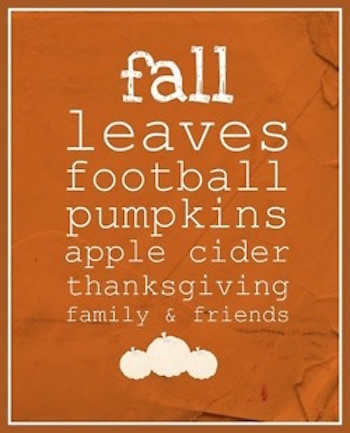 fall
leaves
football
pumpkins
apple cider
thanksgiving
family & friends